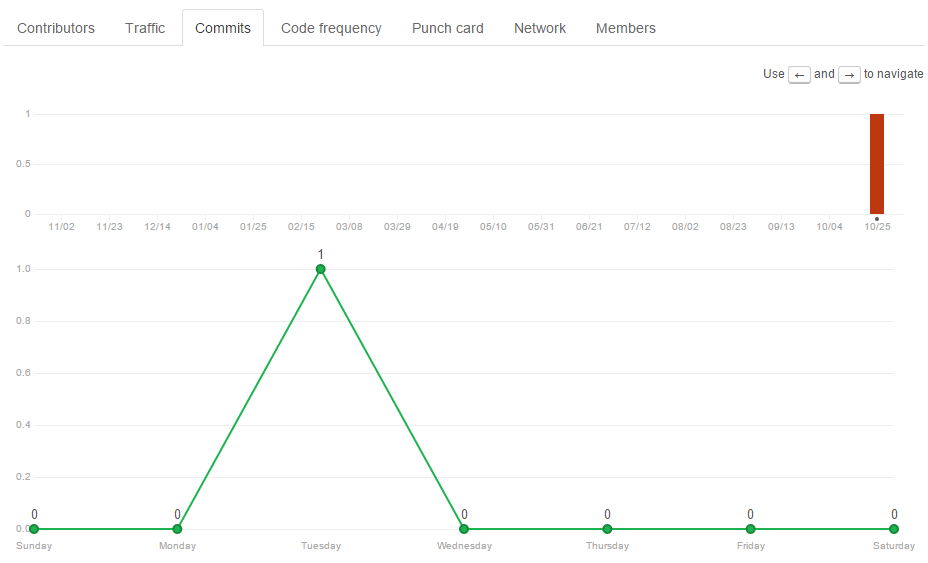 Contributors Traffic Commits Code frequency Punch card Network Members
Use ← and → to navigate
1
0.5
0
11/02 11/23 12/14 01/04 01/25 02/15 03/08 03/29 04/19 05/10 05/31 06/21 07/12 08/02 08/23 09/13 10/04 10/25
1
1.0
0.8
0.6
0.4
0.2
0 0 0 0 0 0
0.0
Sunday Monday Tuesday Wednesday Thursday Friday Saturday